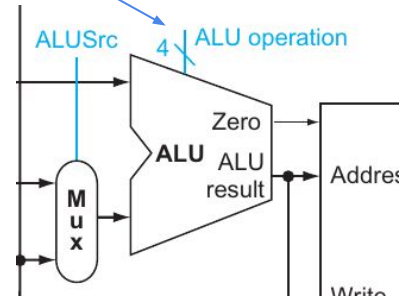 ALUSrc
4
ALU operation
Zero
ALU
ALU
result
M
u
x
Addres
Write